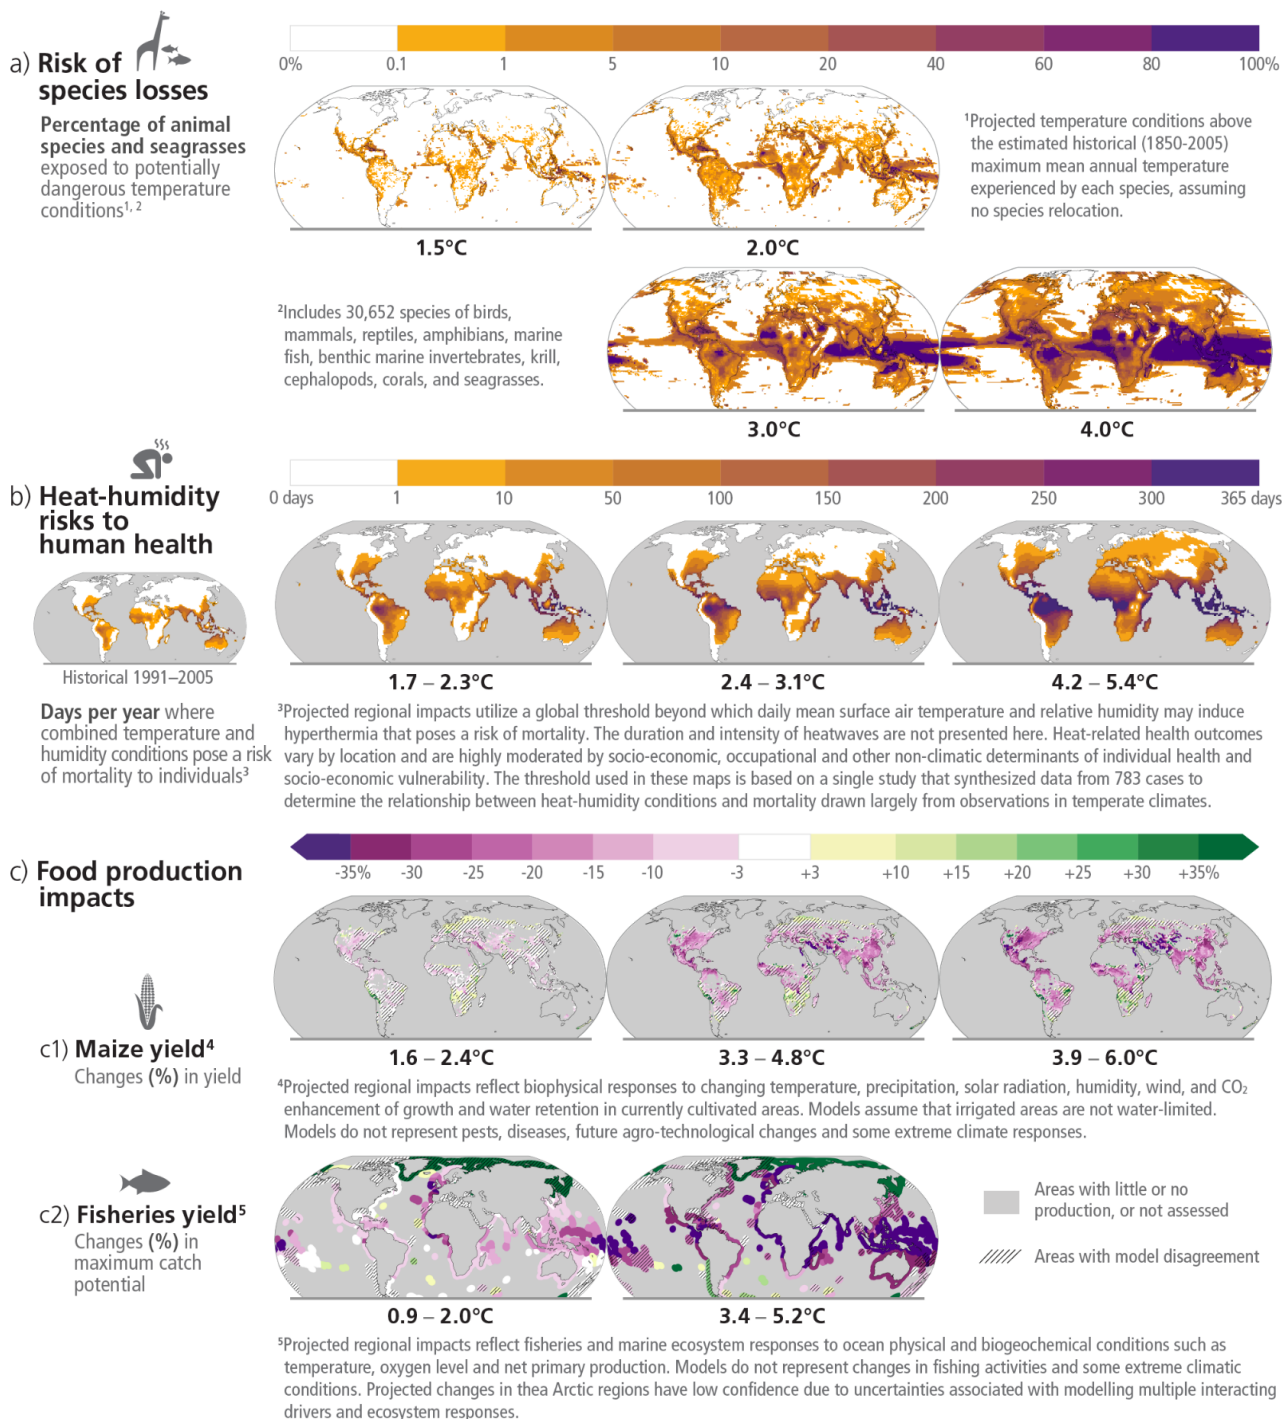 a) Risk of
species losses
Percentage of animal
species and seagrasses
exposed to potentially
dangerous temperature
conditions1, 2
0% 0.1 1 5 10 20 40 60 80 100%
1.5°C 2.0°C
1Projected temperature conditions above
the estimated historical (1850-2005)
maximum mean annual temperature
experienced by each species, assuming
no species relocation.
2Includes 30,652 species of birds,
mammals, reptiles, amphibians, marine
fish, benthic marine invertebrates, krill,
cephalopods, corals, and seagrasses.
3.0°C 4.0°C
b) Heat-humidity
risks to
human health
0 days 1 10 50 100 150 200 250 300 365 days
Historical 1991–2005
Days per year where
combined temperature and
humidity conditions pose a risk
of mortality to individuals3
1.7 – 2.3°C 2.4 – 3.1°C 4.2 – 5.4°C
3Projected regional impacts utilize a global threshold beyond which daily mean surface air temperature and relative humidity may induce
hyperthermia that poses a risk of mortality. The duration and intensity of heatwaves are not presented here. Heat-related health outcomes
vary by location and are highly moderated by socio-economic, occupational and other non-climatic determinants of individual health and
socio-economic vulnerability. The threshold used in these maps is based on a single study that synthesized data from 783 cases to
determine the relationship between heat-humidity conditions and mortality drawn largely from observations in temperate climates.
c) Food production
impacts
-35% -30 -25 -20 -15 -10 -3 +3 +10 +15 +20 +25 +30 +35%
c1) Maize yield4
Changes (%) in yield
1.6 – 2.4°C 3.3 – 4.8°C 3.9 – 6.0°C
4Projected regional impacts reflect biophysical responses to changing temperature, precipitation, solar radiation, humidity, wind, and CO2
enhancement of growth and water retention in currently cultivated areas. Models assume that irrigated areas are not water-limited.
Models do not represent pests, diseases, future agro-technological changes and some extreme climate responses.
c2) Fisheries yield5
Changes (%) in
maximum catch
potential
0.9 – 2.0°C 3.4 – 5.2°C
Areas with little or no
production, or not assessed
Areas with model disagreement
5Projected regional impacts reflect fisheries and marine ecosystem responses to ocean physical and biogeochemical conditions such as
temperature, oxygen level and net primary production. Models do not represent changes in fishing activities and some extreme climatic
conditions. Projected changes in thea Arctic regions have low confidence due to uncertainties associated with modelling multiple interacting
drivers and ecosystem responses.